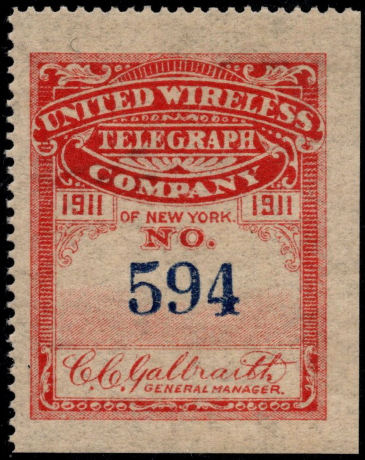 UNITED WIRELESS
TELEGRAPH
COMPANY
1911 OF NEW YORK. 1911
NO.
594
C.C. Galbraith
GENERAL MANAGER.